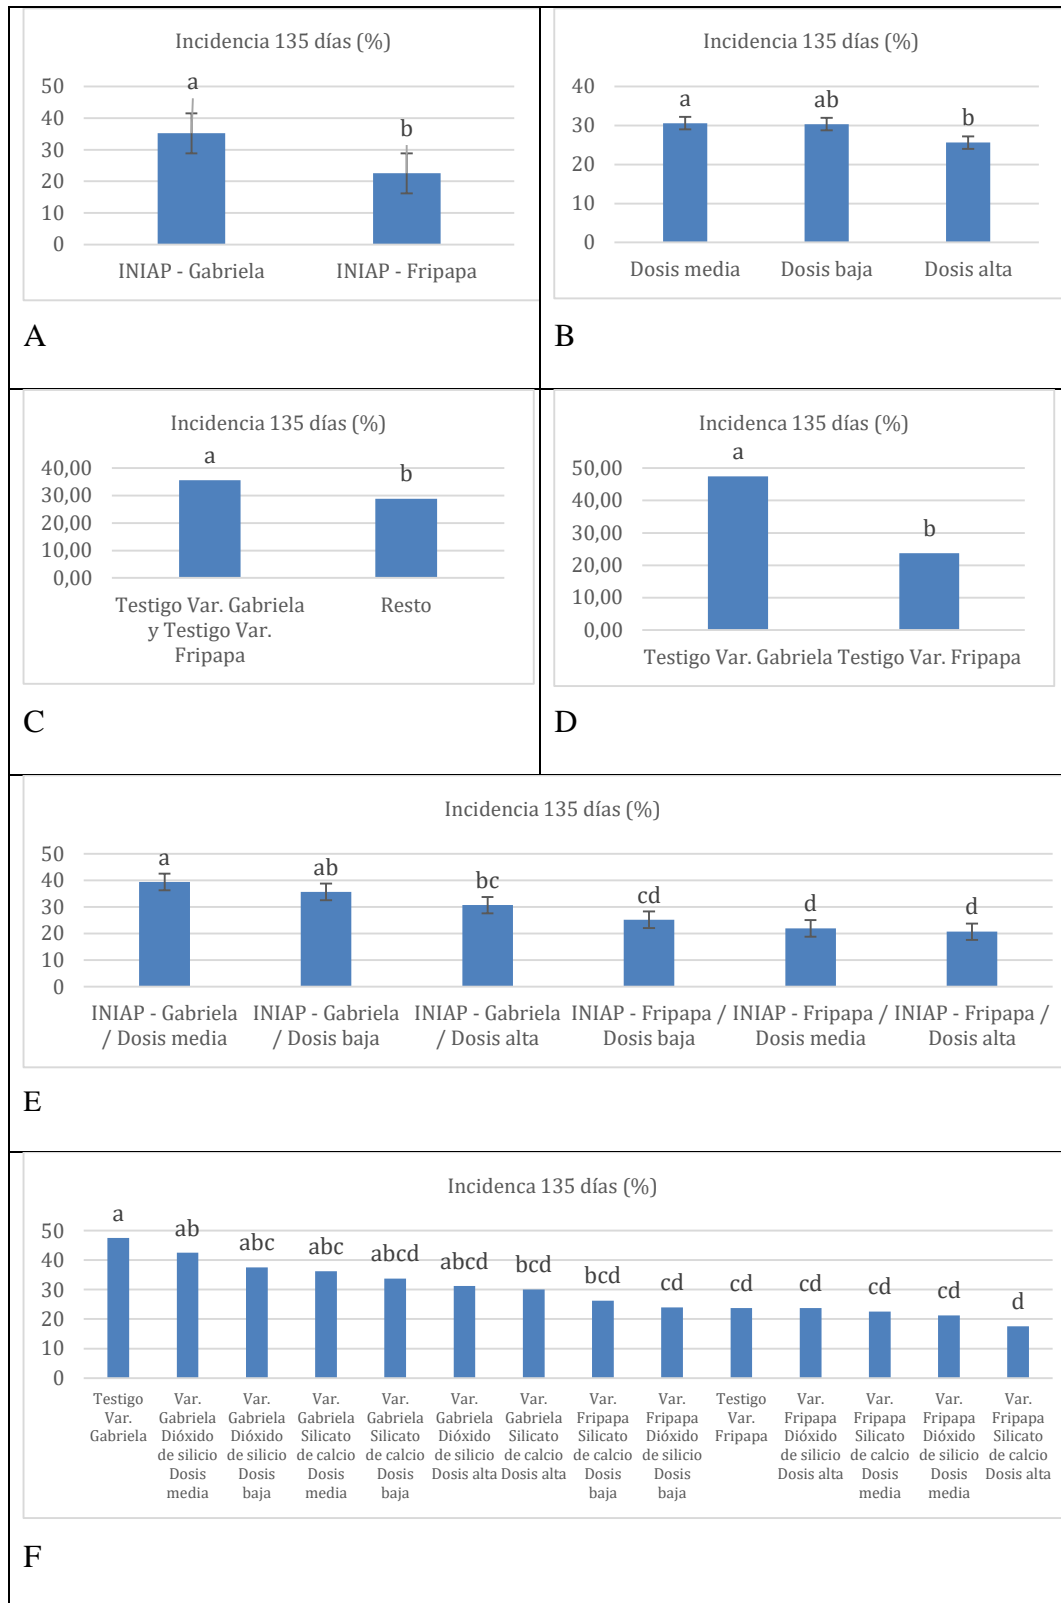 Incidencia 135 días (%)
a
b
50
40
30
20
10
0
INIAP - Gabriela
INIAP - Fripapa
A
Incidencia 135 días (%)
a
ab
b
40
30
20
10
0
Dosis media
Dosis baja
Dosis alta
B
Incidencia 135 días (%)
a
b
40,00
30,00
20,00
10,00
0,00
Testigo Var. Gabriela
y Testigo Var.
Fripapa
Resto
C
Incidenca 135 días (%)
a
b
50,00
40,00
30,00
20,00
10,00
0,00
Testigo Var. Gabriela
Testigo Var. Fripapa
D
Incidencia 135 días (%)
a
ab
bc
cd
d
d
50
40
30
20
10
0
INIAP - Gabriela
/ Dosis media
INIAP - Gabriela
/ Dosis baja
INIAP - Gabriela
/ Dosis alta
INIAP - Fripapa /
Dosis baja
INIAP - Fripapa /
Dosis media
INIAP - Fripapa /
Dosis alta
E
Incidenca 135 días (%)
a
ab
abc
abc
abcd
abcd
bcd
bcd
cd
cd
cd
cd
cd
d
50
40
30
20
10
0
Testigo
Var.
Gabriela
Var.
Gabriela
Dióxido
de silicio
Dosis
media
Var.
Gabriela
Dióxido
de silicio
Dosis
baja
Var.
Gabriela
Silicato
de calcio
Dosis
media
Var.
Gabriela
Silicato
de calcio
Dosis
baja
Var.
Gabriela
Dióxido
de silicio
Dosis alta
Var.
Gabriela
Silicato
de calcio
Dosis alta
Var.
Fripapa
Silicato
de calcio
Dosis
baja
Var.
Fripapa
Dióxido
de silicio
Dosis
baja
Testigo
Var.
Fripapa
Var.
Fripapa
Dióxido
de silicio
Dosis alta
Var.
Fripapa
Silicato
de calcio
Dosis
media
Var.
Fripapa
Dióxido
de silicio
Dosis
media
Var.
Fripapa
Silicato
de calcio
Dosis alta
F